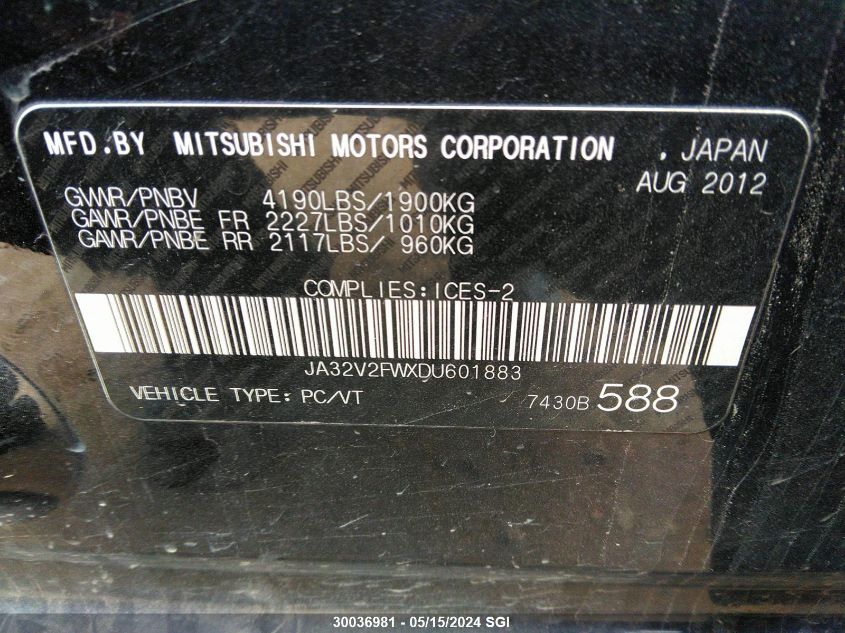 MFD.BY MITSUBISHI MOTORS CORPORATION , JAPAN
AUG 2012
GWWR/PNBV 4190LBS/1900KG
GAWR/PNBE FR 2227LBS/1010KG
GAWR/PNBE RR 2117LBS/ 960KG
COMPLIES:ICES-2
JA32V2FWXDU601883
VEHICLE TYPE:PC/VT 7430B 588
30036981 - 05/15/2024 SGI